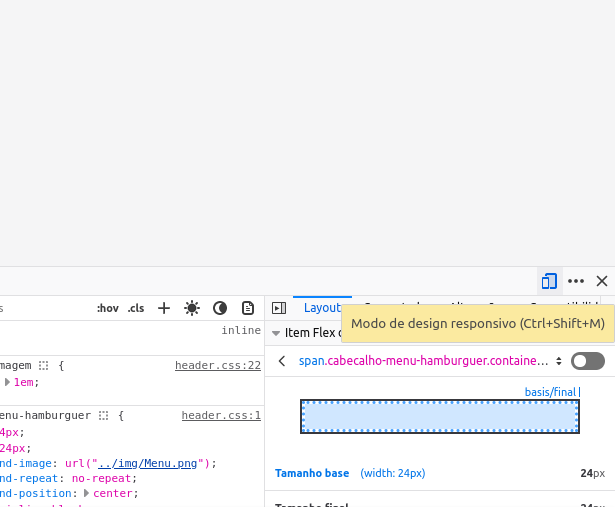 :hov .cls
Layout
Modo de design responsivo (Ctrl+Shift+M)
inline
Item Flex
span.cabecalho-menu-hamburguer.containe...
magem {
header.css:22
1em;
basis/final
enu-hamburguer {
header.css:1
4px;
24px;
nd-image: url("../img/Menu.png");
nd-repeat: no-repeat;
nd-position: center;
Tamanho base (width: 24px)
24px